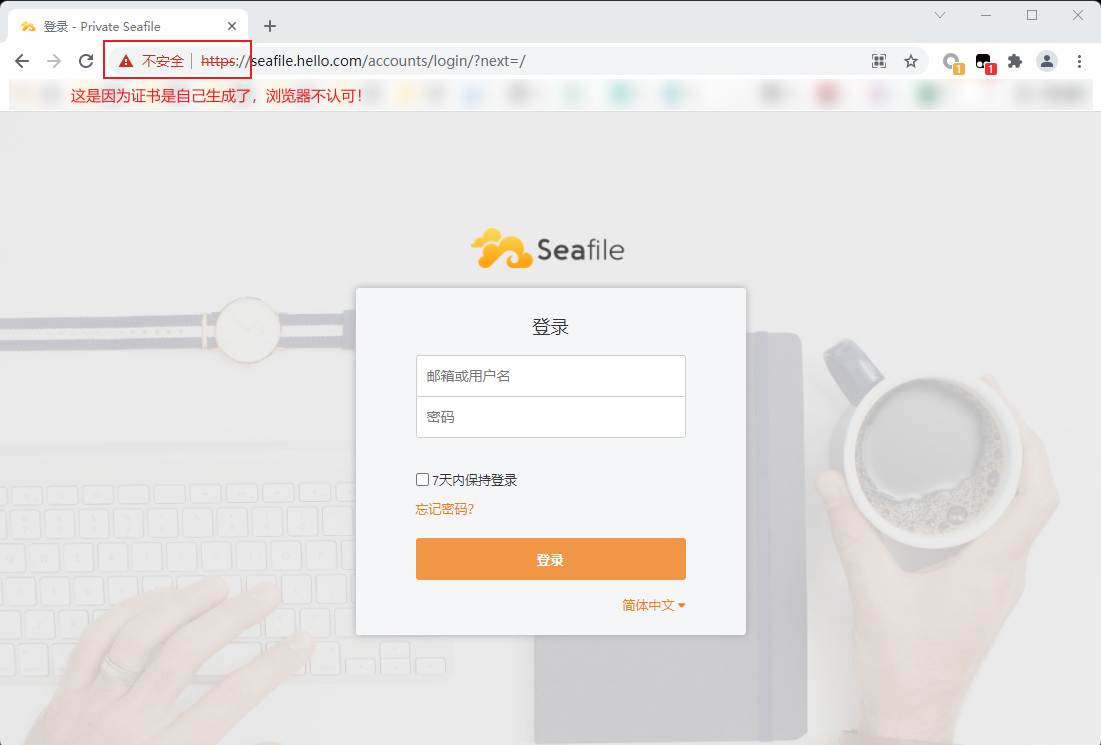 登录 - Private Seafile
不安全 | https://seafile.hello.com/accounts/login/?next=/
1
1
这是因为证书是自己生成了，浏览器不认可！
Seafile
登录
邮箱或用户名
密码
7天内保持登录
忘记密码?
登录
简体中文